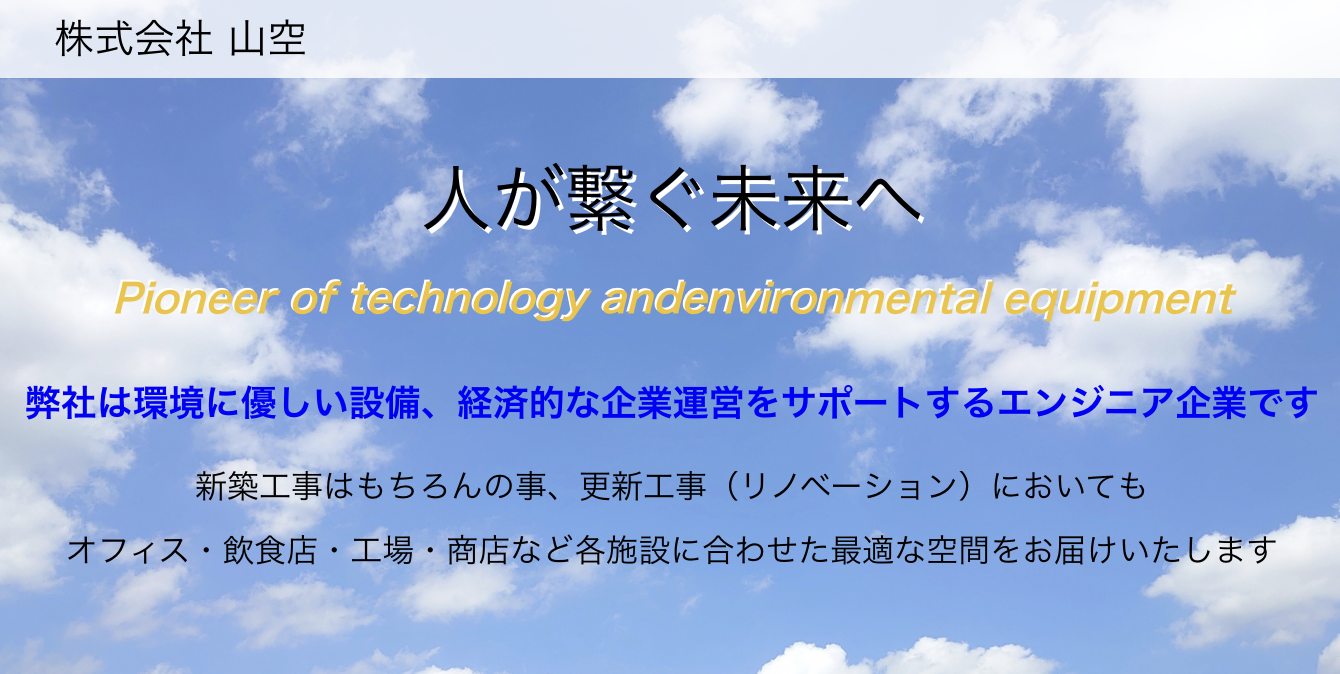 株式会社 山空
人が繋ぐ未来へ
Pioneer of technology andenvironmental equipment
弊社は環境に優しい設備、経済的な企業運営をサポートするエンジニア企業です
新築工事はもちろんの事、更新工事（リノベーション）においても
オフィス・飲食店・工場・商店など各施設に合わせた最適な空間をお届けいたします